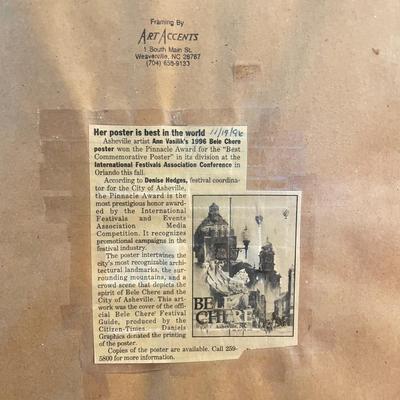 Framing By
ART ACCENTS
1 South Main St.
Weaverville, NC 28787
(704) 658-9133
Her poster is best in the world 11/19/96
Asheville artist Ann Vasilik's 1996 Bele Chere
poster won the Pinnacle Award for the "Best
Commemorative Poster" in its division at the
International Festivals Association Conference in
Orlando this fall.
According to Denise Hedges, festival coordina-
tor for the City of Asheville,
the Pinnacle Award is the
most prestigious honor award-
ed by the International
Festivals and Events
Association Media
Competition. It recognizes
promotional campaigns in the
festival industry.
The poster intertwines the
city's most recognizable archi-
tectural landmarks, the sur-
rounding mountains, and a
crowd scene that depicts the
spirit of Bele Chere and the
City of Asheville. This art-
work was the cover of the offi-
cial Bele Chere Festival
Guide, produced by the
Citizen-Times. Daniels
Graphics donated the printing
of the poster.
Copies of the poster are available. Call 259-
5800 for more information.
BELE
CHERE
Asheville, NC